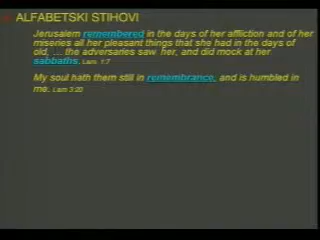 ALFABETSKI STIHOVI
Jerusalem remembered in the days of her affliction and of her
miseries all her pleasant things that she had in the days of
old, ... the adversaries saw her, and did mock at her
sabbaths. Lam 1:7
My soul hath them still in remembrance, and is humbled in
me. Lam 3:20